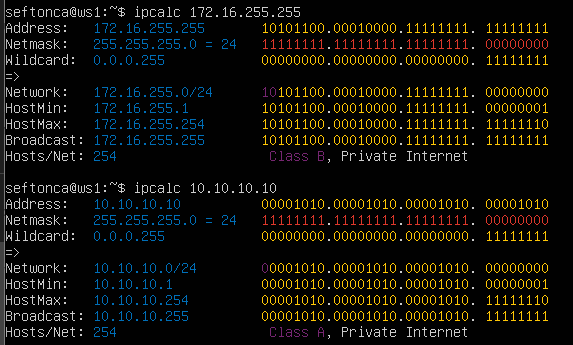 seftonca@ws1:~$ ipcalc 172.16.255.255
Address:   172.16.255.255       10101100.00010000.11111111. 11111111
Netmask:   255.255.255.0 = 24   11111111.11111111.11111111. 00000000
Wildcard:  0.0.0.255            00000000.00000000.00000000. 11111111
=>
Network:   172.16.255.0/24      10101100.00010000.11111111. 00000000
HostMin:   172.16.255.1         10101100.00010000.11111111. 00000001
HostMax:   172.16.255.254       10101100.00010000.11111111. 11111110
Broadcast: 172.16.255.255       10101100.00010000.11111111. 11111111
Hosts/Net: 254                   Class B, Private Internet
seftonca@ws1:~$ ipcalc 10.10.10.10
Address:   10.10.10.10          00001010.00001010.00001010. 00001010
Netmask:   255.255.255.0 = 24   11111111.11111111.11111111. 00000000
Wildcard:  0.0.0.255            00000000.00000000.00000000. 11111111
=>
Network:   10.10.10.0/24        00001010.00001010.00001010. 00000000
HostMin:   10.10.10.1           00001010.00001010.00001010. 00000001
HostMax:   10.10.10.254         00001010.00001010.00001010. 11111110
Broadcast: 10.10.10.255         00001010.00001010.00001010. 11111111
Hosts/Net: 254                   Class A, Private Internet